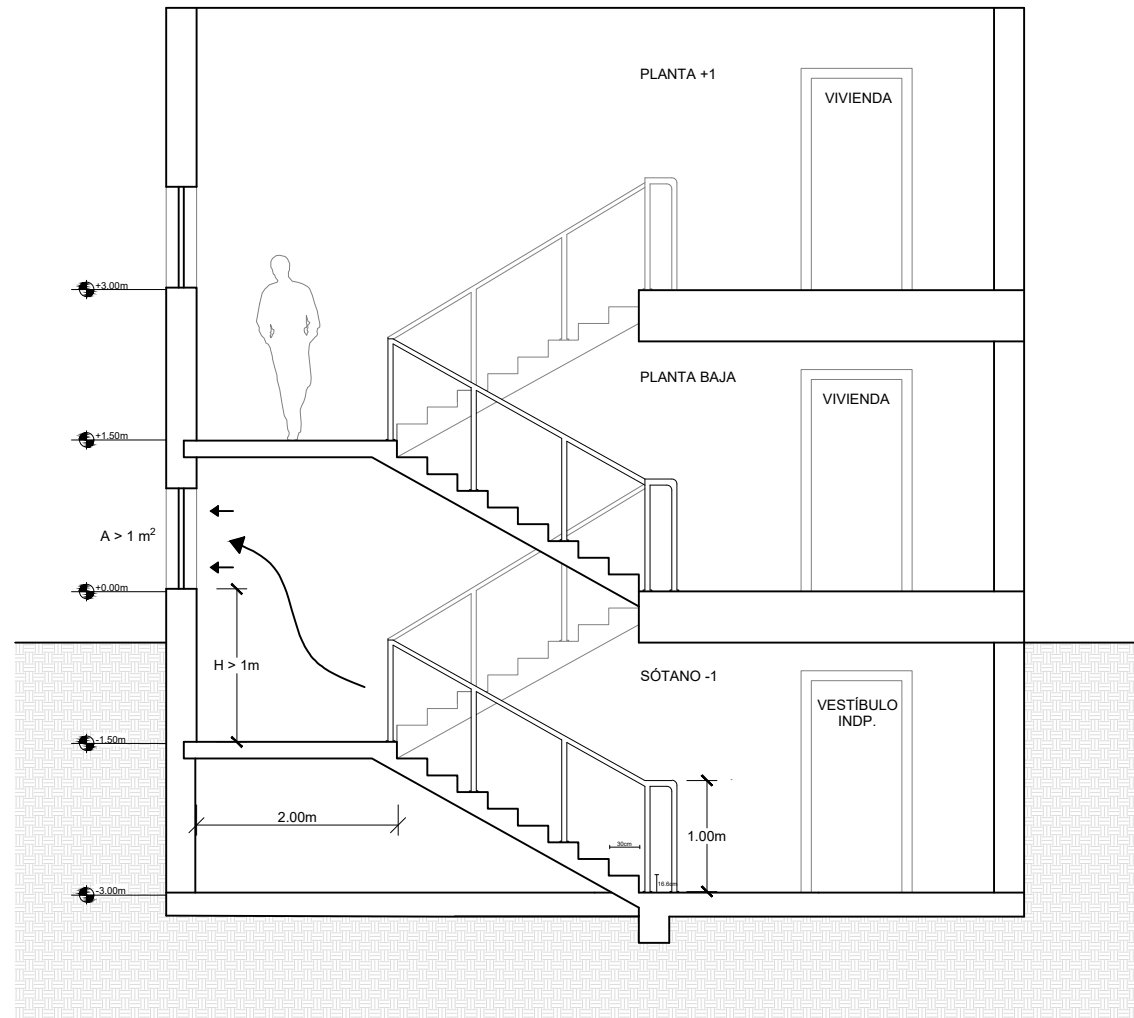 PLANTA +1
VIVIENDA
+3.00m
PLANTA BAJA
VIVIENDA
+1.50m
A > 1 m²
+0.00m
H > 1m
SÓTANO -1
VESTÍBULO
INDP.
-1.50m
2.00m
1.00m
30cm
16.6cm
-3.00m